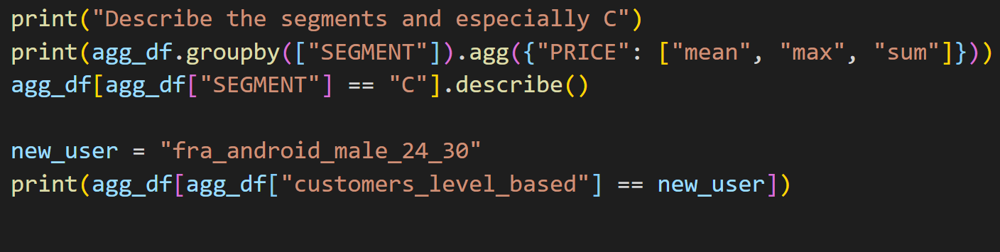 print("Describe the segments and especially C")
print(agg_df.groupby(["SEGMENT"]).agg({"PRICE": ["mean", "max", "sum"]}))
agg_df[agg_df["SEGMENT"] == "C"].describe()
new_user = "fra_android_male_24_30"
print(agg_df[agg_df["customers_level_based"] == new_user])